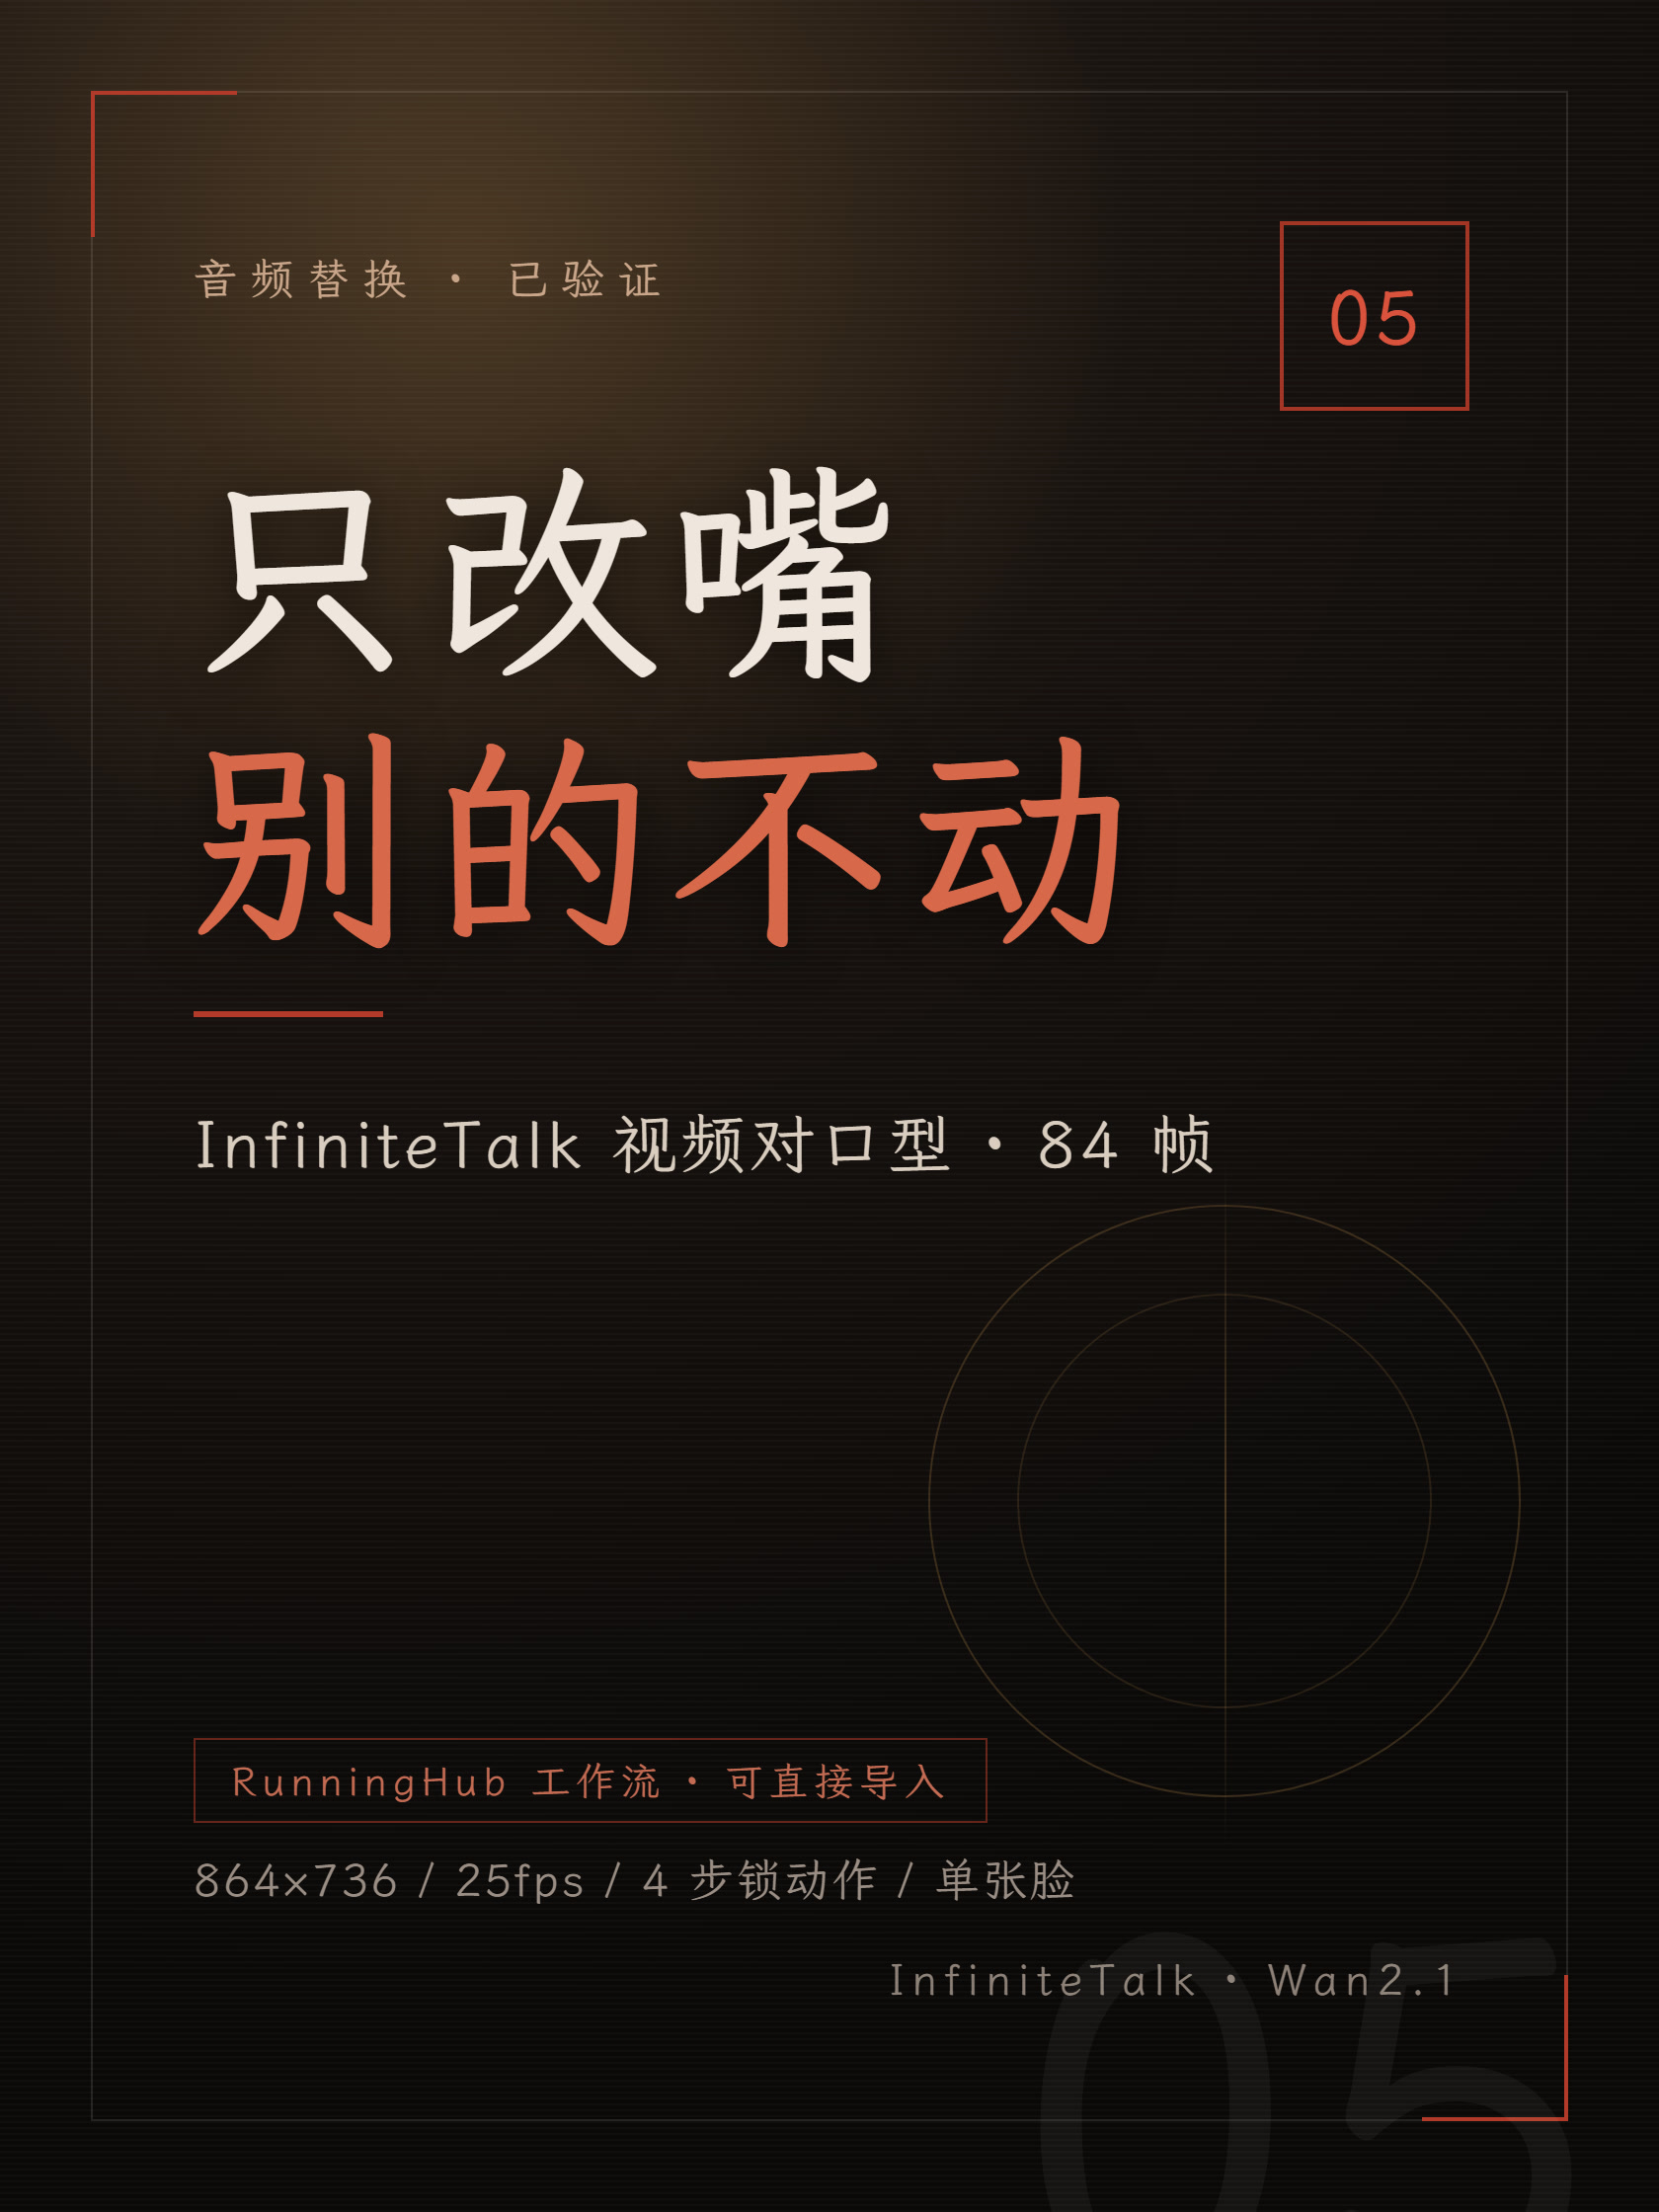 音频替换 · 已验证
05
只改嘴
别的不动
InfiniteTalk 视频对口型 · 84 帧
RunningHub 工作流 · 可直接导入
864×736 / 25fps / 4 步锁动作 / 单张脸
InfiniteTalk · Wan2.1
05